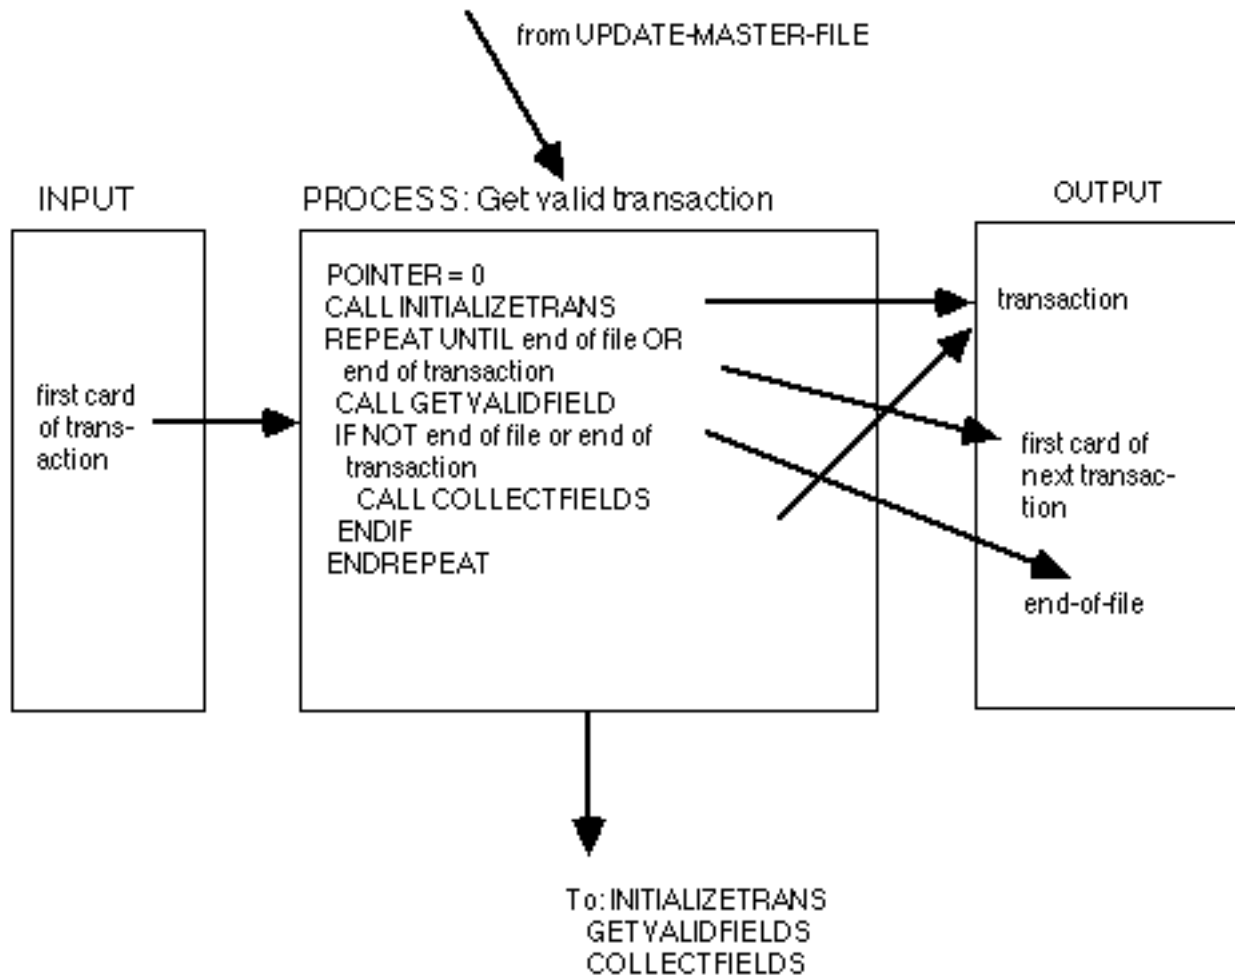 from UPDATE-MASTER-FILE
INPUT
PROCESS: Get valid transaction
OUTPUT
first card
of trans-
action
POINTER = 0
CALL INITIALIZETRANS
REPEAT UNTIL end of file OR
end of transaction
CALL GETVALIDFIELD
IF NOT end of file or end of
transaction
CALL COLLECTFIELDS
ENDIF
ENDREPEAT
transaction
first card of
next transac-
tion
end-of-file
To: INITIALIZETRANS
GETVALIDFIELDS
COLLECTFIELDS